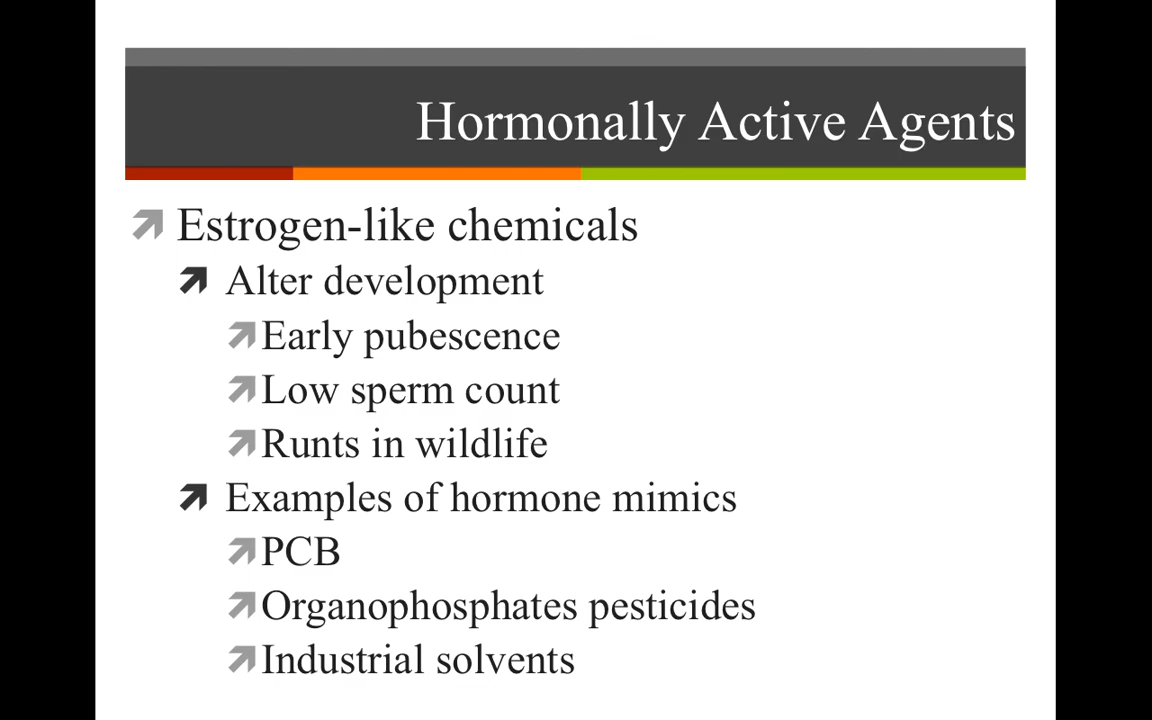 Hormonally Active Agents
Estrogen-like chemicals
Alter development
Early pubescence
Low sperm count
Runts in wildlife
Examples of hormone mimics
PCB
Organophosphates pesticides
Industrial solvents